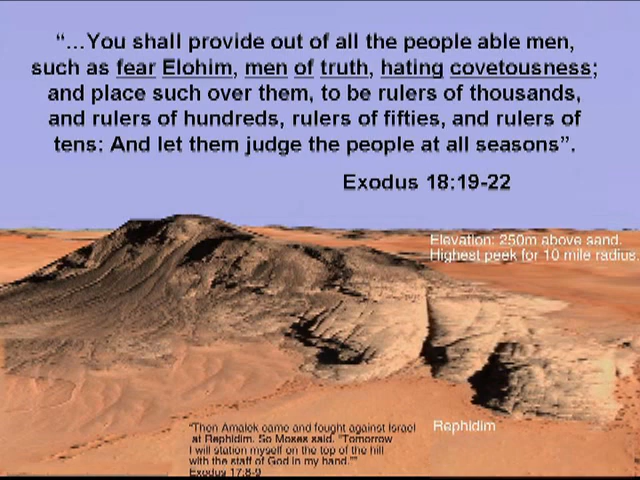 “...You shall provide out of all the people able men,
such as fear Elohim, men of truth, hating covetousness;
and place such over them, to be rulers of thousands,
and rulers of hundreds, rulers of fifties, and rulers of
tens: And let them judge the people at all seasons”.
Exodus 18:19-22
Elevation: 250m above sand.
Highest peek for 10 mile radius.
Rephidim
"Then Amalek came and fought against Israel
at Rephidim. So Moses said. "Tomorrow
I will station myself on the top of the hill
with the staff of God in my hand.""
Exodus 17:8-9